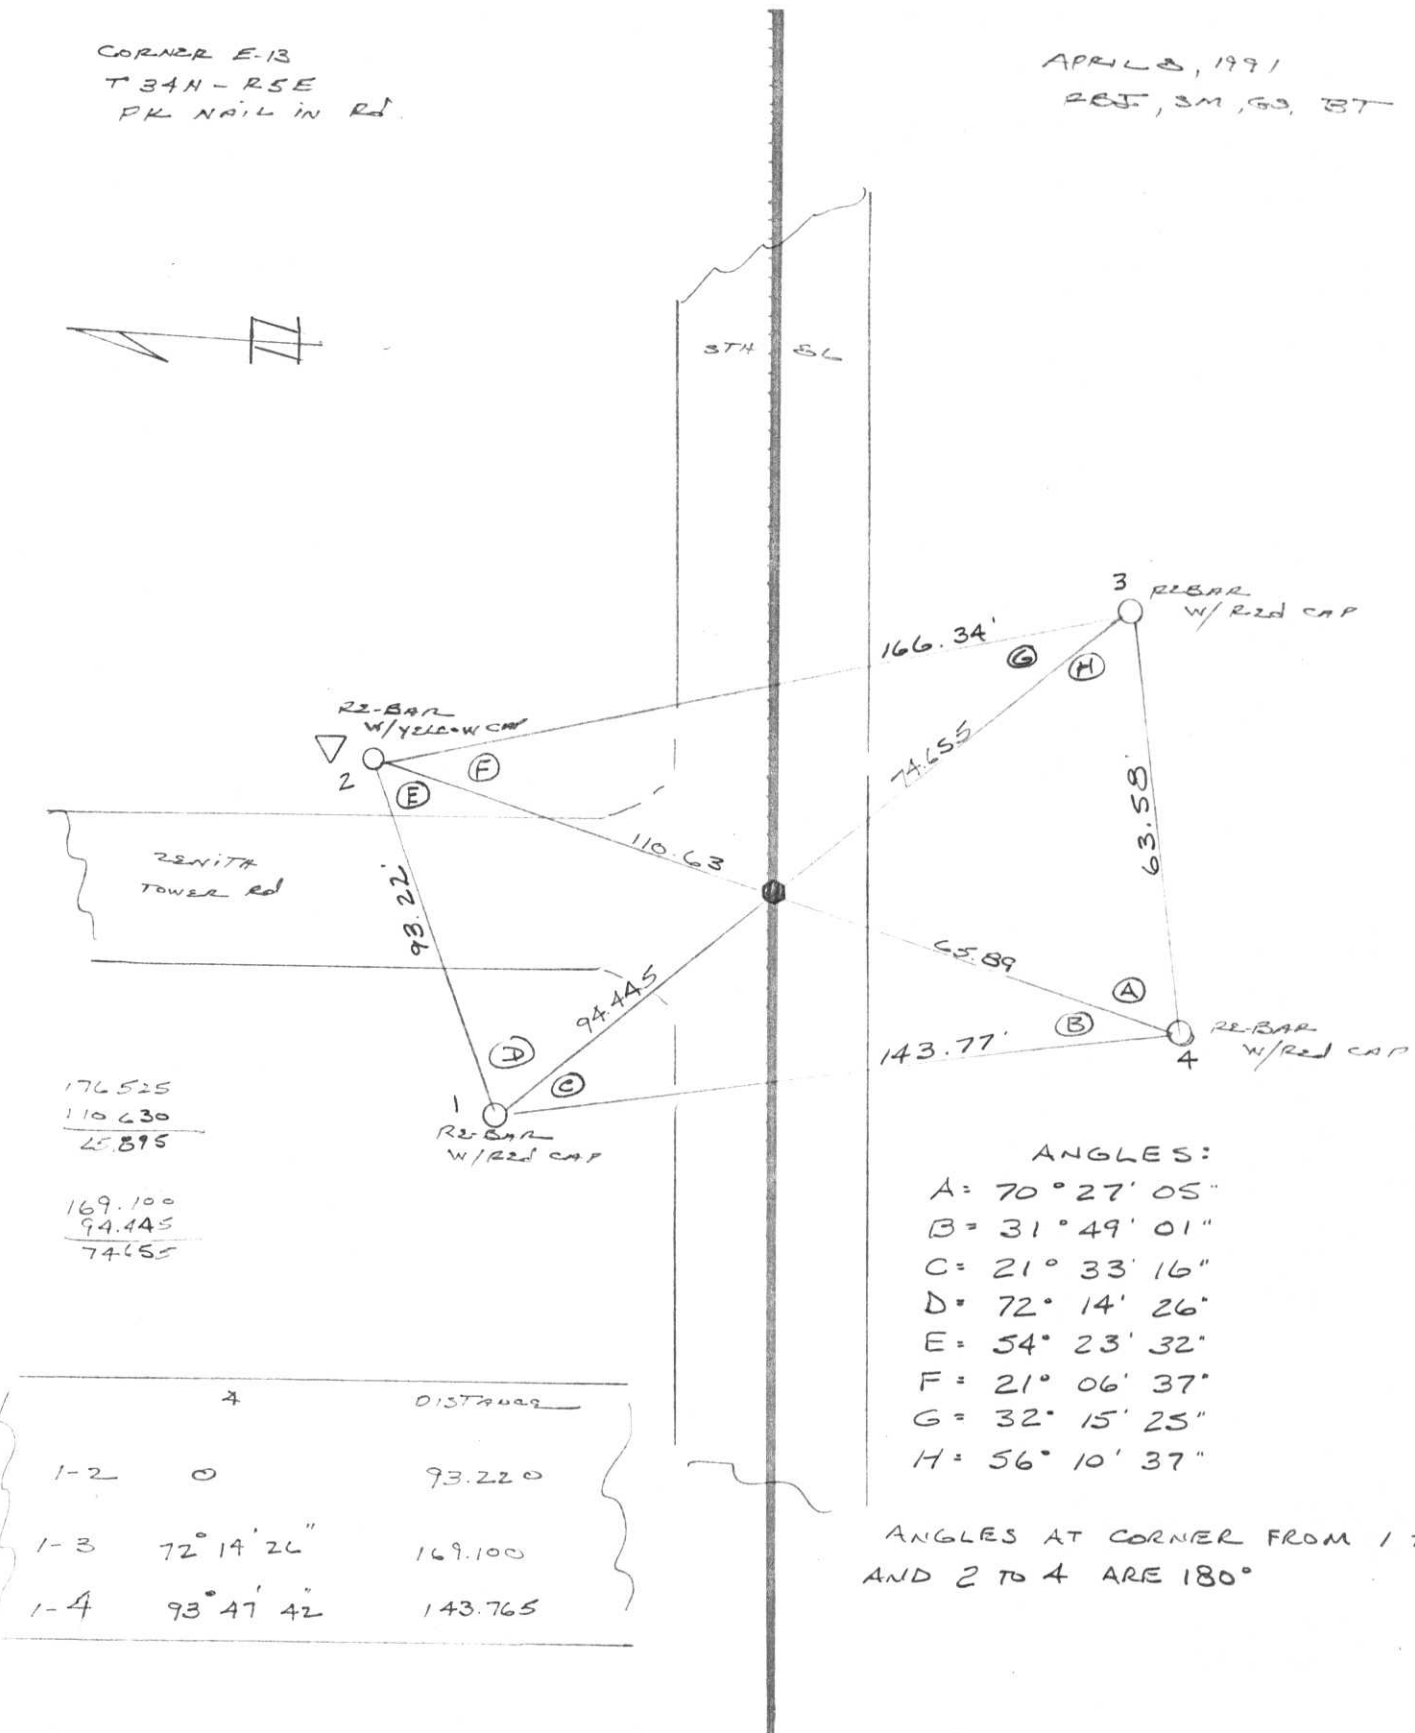 CORNER E-13
T 34N - R5E
PK NAIL IN Rd.
APRIL 8, 1991
RBJ, SM, GS, BT
N
STH 86
3
REBAR
W/ REd CAP
166.34'
G
H
RE-BAR
W/YELLOW CAP
2
F
E
74.655
63.58'
110.63
ZENITH
TOWER Rd
93.22'
65.89
94.445
A
B
143.77'
RE-BAR
W/REd CAP
4
D
C
1
RE-BAR
W/REd CAP
176.525
110.630
65.895
169.100
94.445
74.655
ANGLES:
A= 70° 27' 05"
B= 31° 49' 01"
C= 21° 33' 16"
D= 72° 14' 26"
E= 54° 23' 32"
F= 21° 06' 37"
G= 32° 15' 25"
H= 56° 10' 37"
∡ DISTANCE
1-2 0 93.220
1-3 72° 14' 26" 169.100
1-4 93° 47' 42" 143.765
ANGLES AT CORNER FROM 1
AND 2 TO 4 ARE 180°